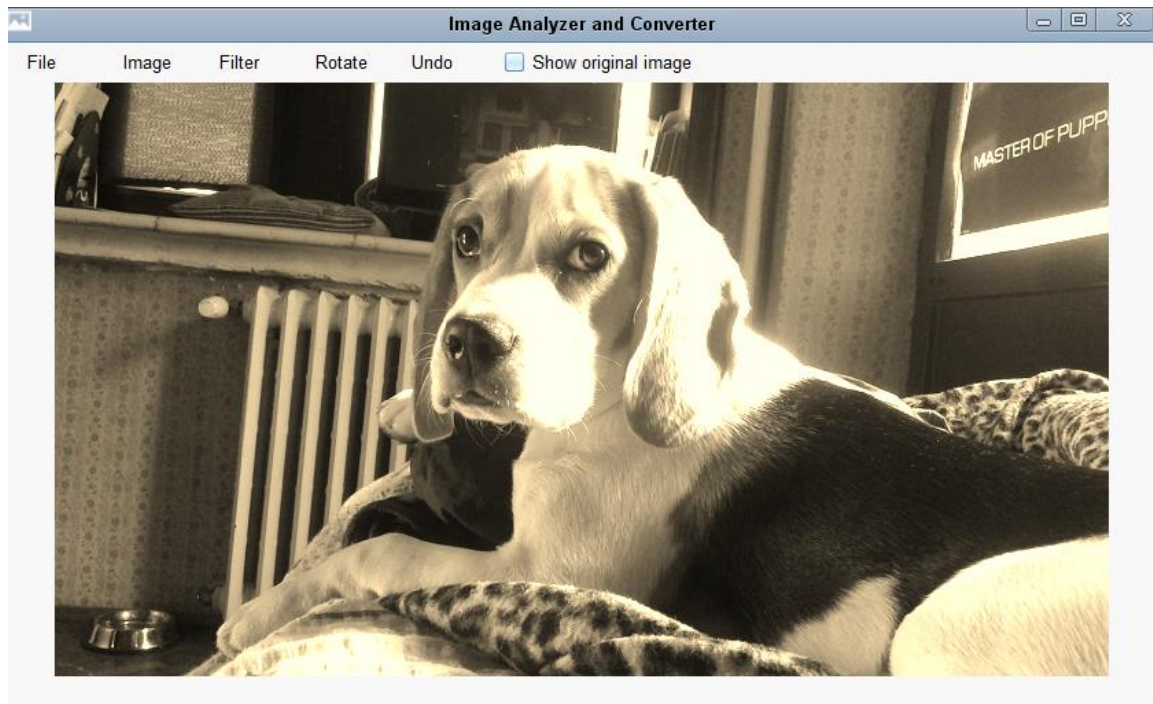 Image Analyzer and Converter
File Image Filter Rotate Undo Show original image
MASTER OF PUPP